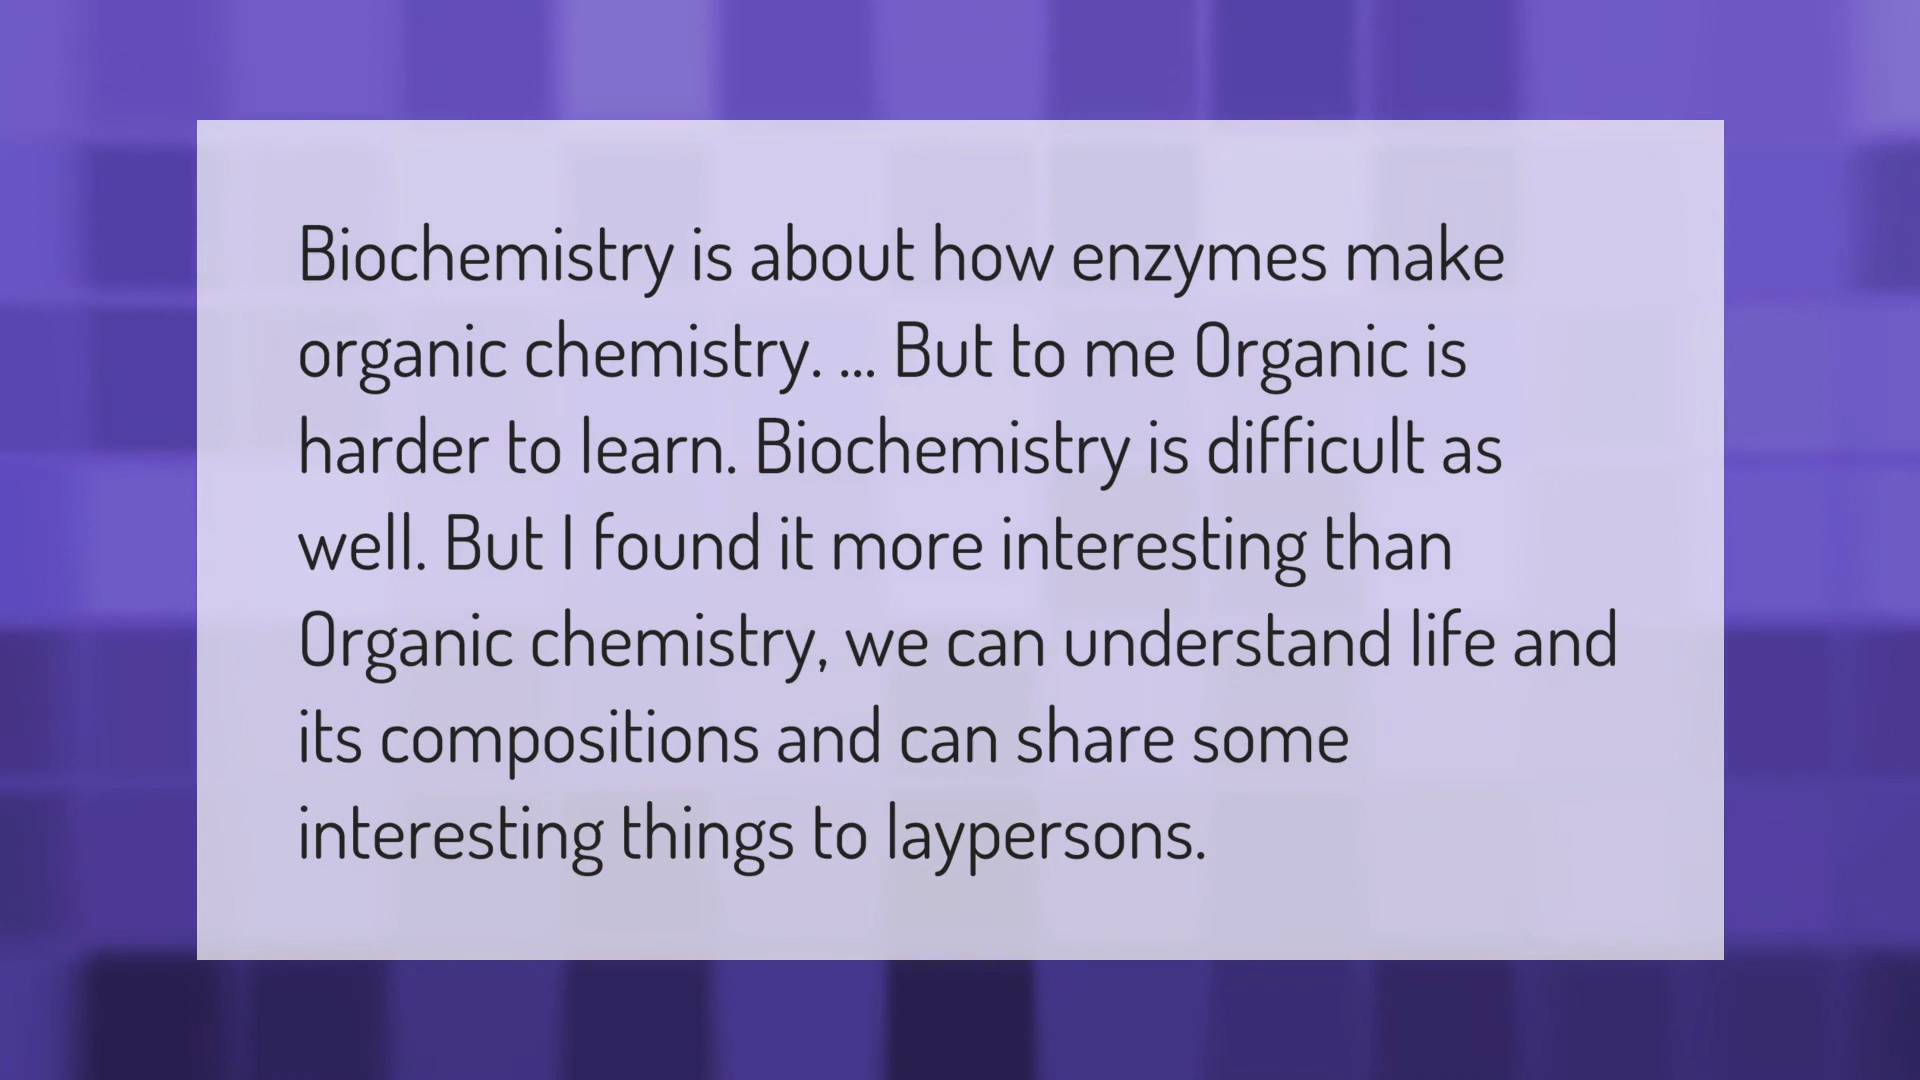 Biochemistry is about how enzymes make
organic chemistry. ... But to me Organic is
harder to learn. Biochemistry is difficult as
well. But I found it more interesting than
Organic chemistry, we can understand life and
its compositions and can share some
interesting things to laypersons.